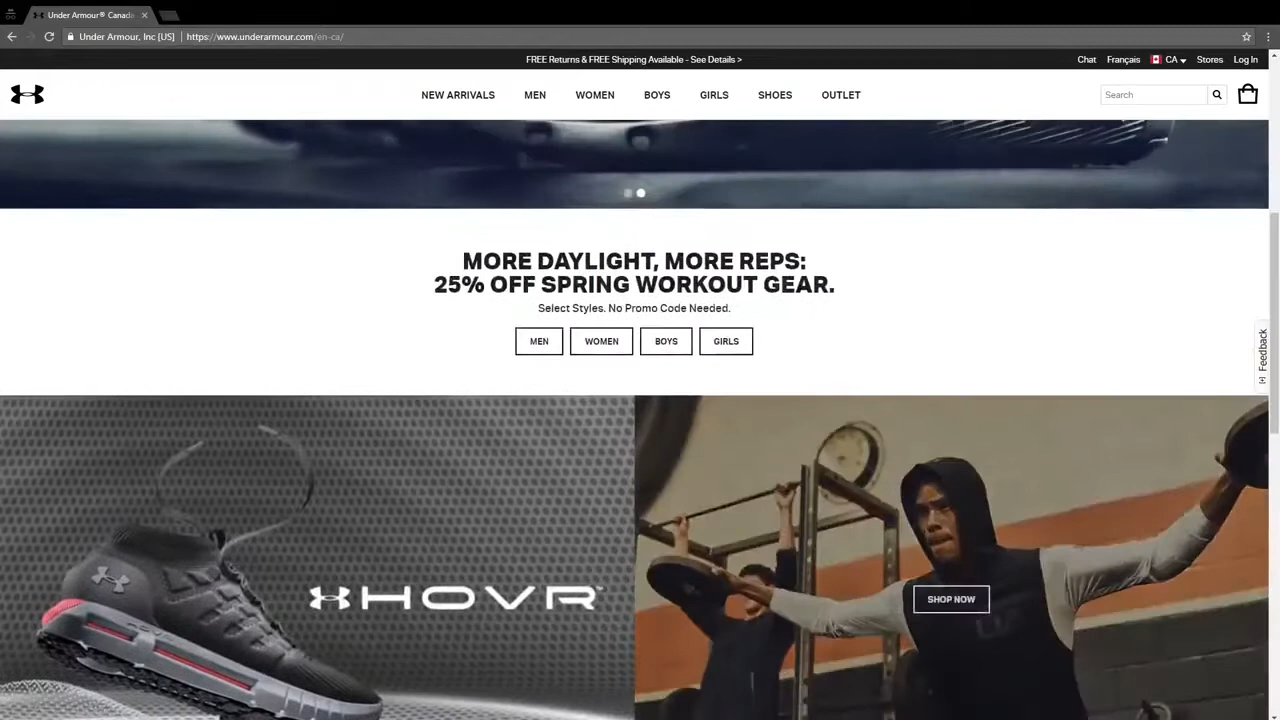 Under Armour® Canada
Under Armour, Inc [US] | https://www.underarmour.com/en-ca/
FREE Returns & FREE Shipping Available - See Details >
Chat Français CA Stores Log In
NEW ARRIVALS MEN WOMEN BOYS GIRLS SHOES OUTLET
Search
MORE DAYLIGHT, MORE REPS:
25% OFF SPRING WORKOUT GEAR.
Select Styles. No Promo Code Needed.
MEN WOMEN BOYS GIRLS
[+] Feedback
HOVR™
SHOP NOW